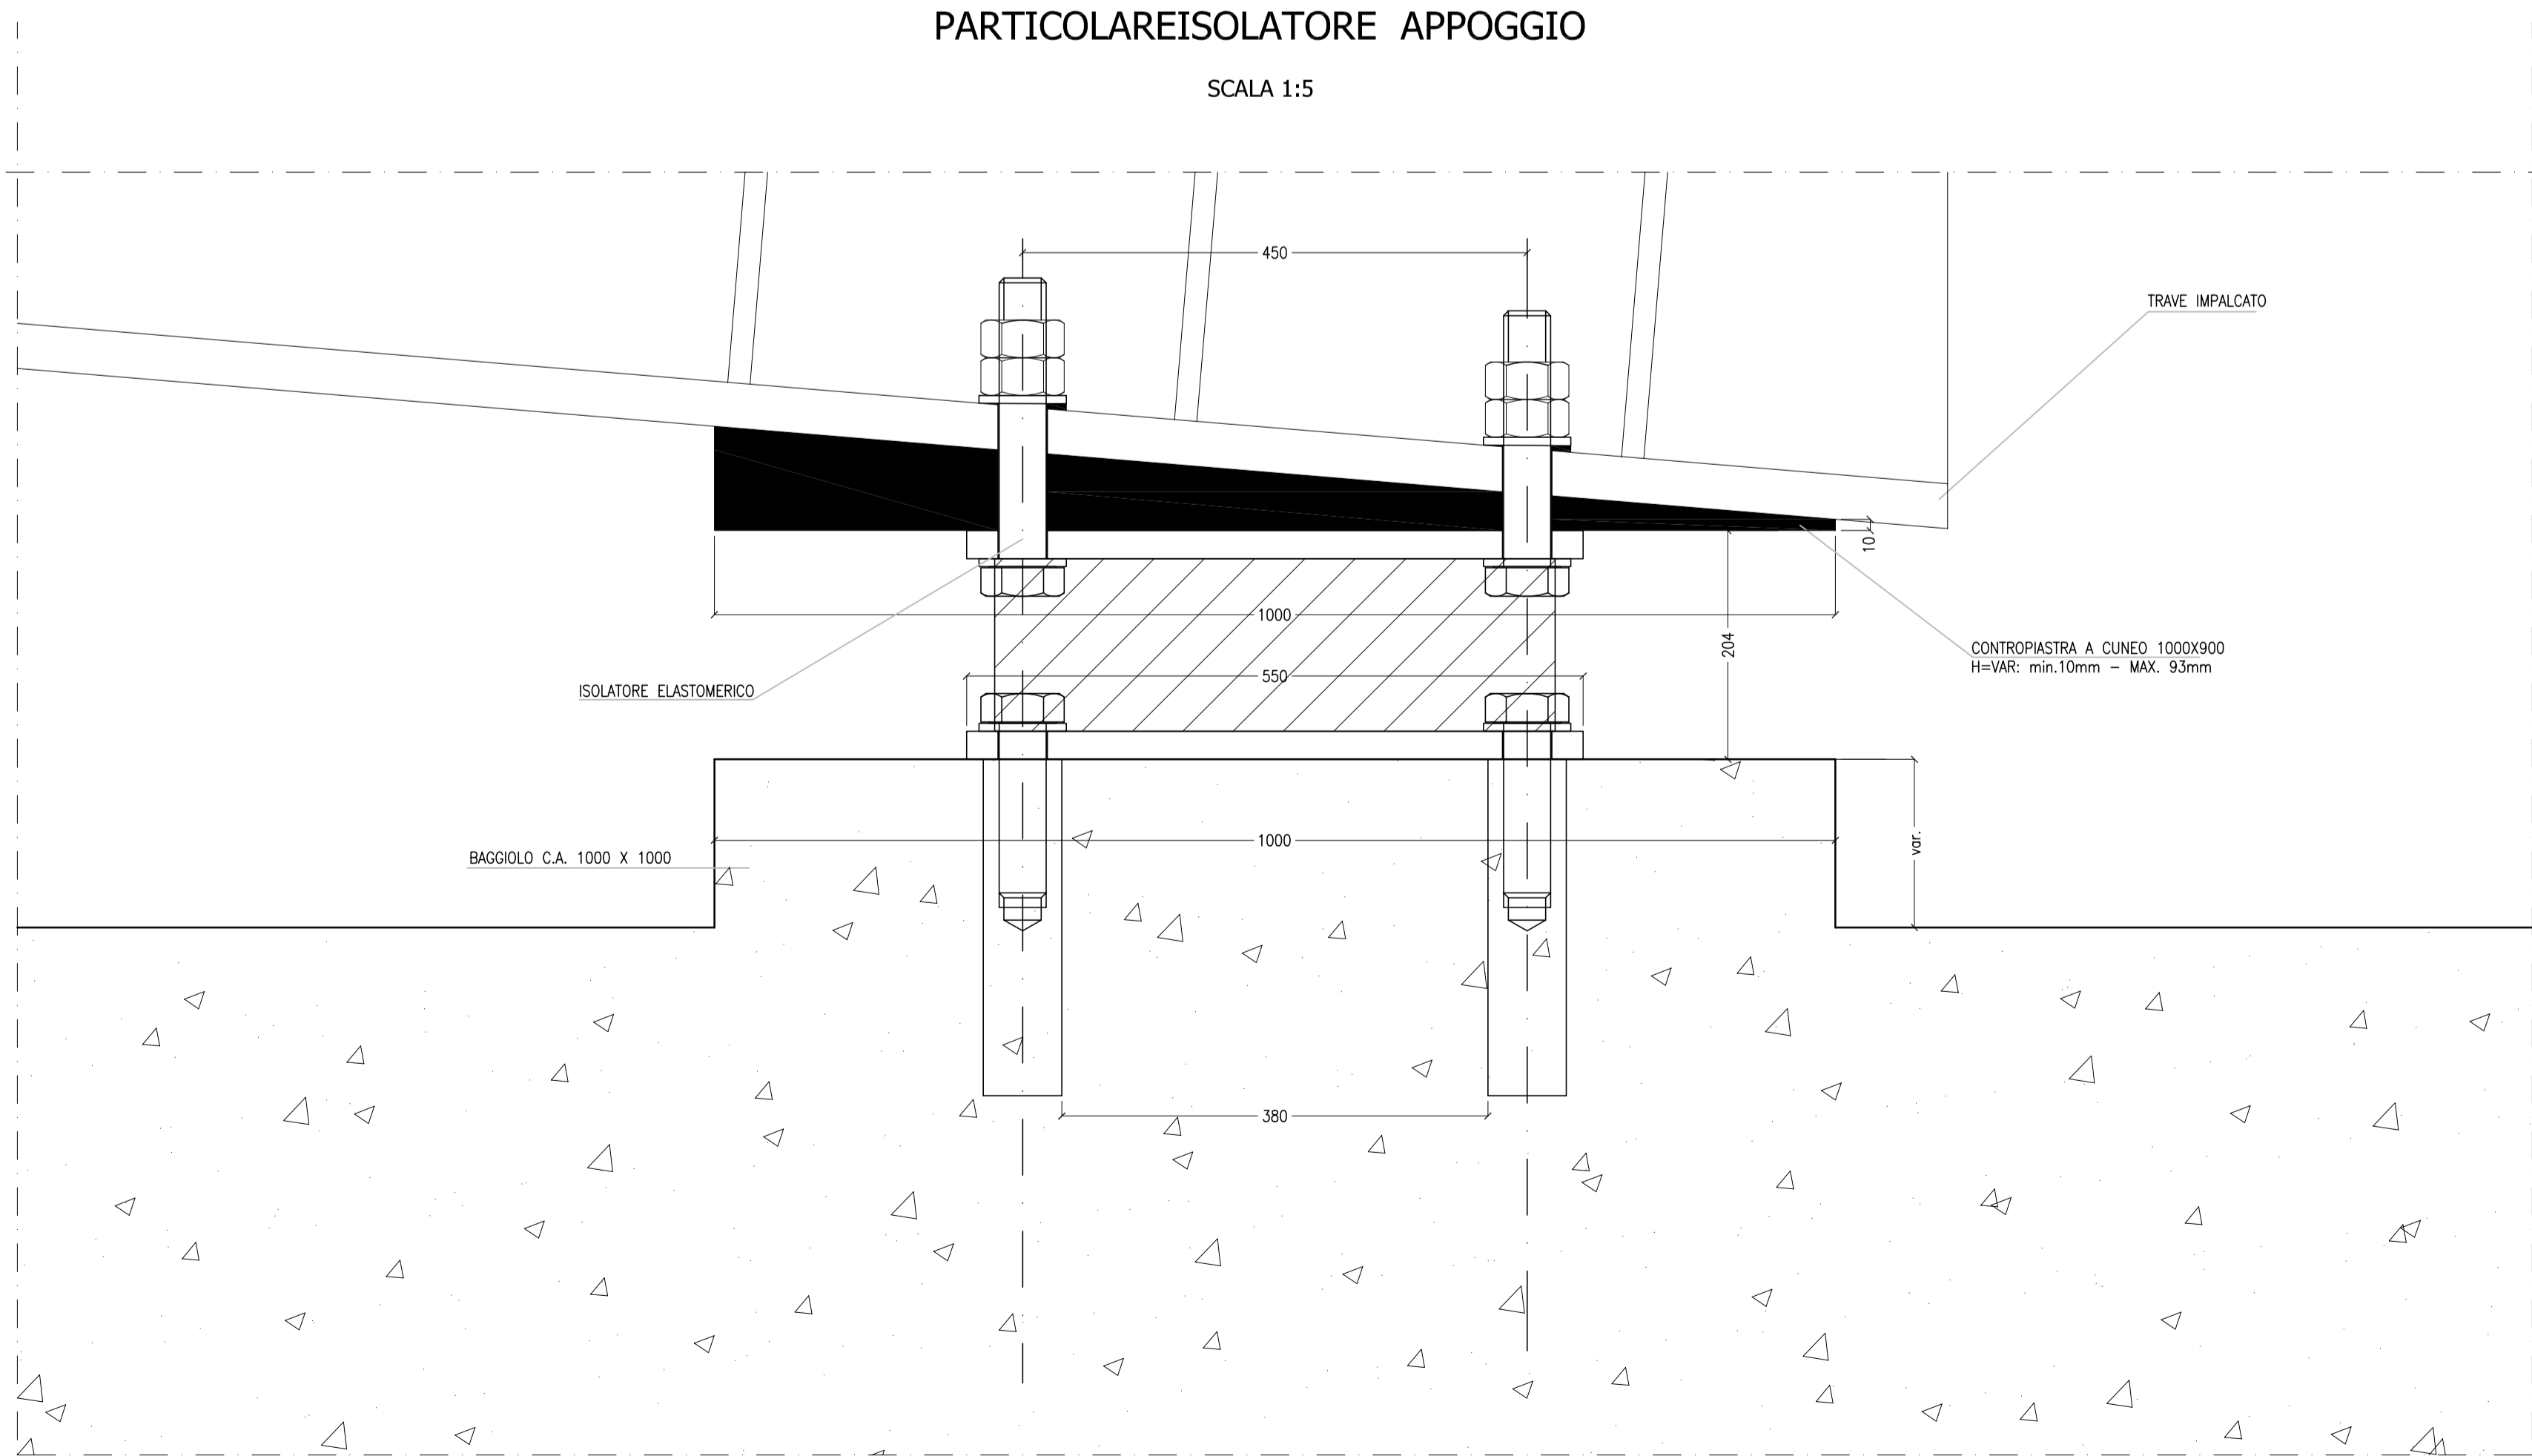 PARTICOLAREISOLATORE APPOGGIO
SCALA 1:5
450
TRAVE IMPALCATO
10
1000
204
CONTROPIASTRA A CUNEO 1000X900
H=VAR: min.10mm - MAX. 93mm
550
ISOLATORE ELASTOMERICO
1000
var.
BAGGIOLO C.A. 1000 X 1000
380